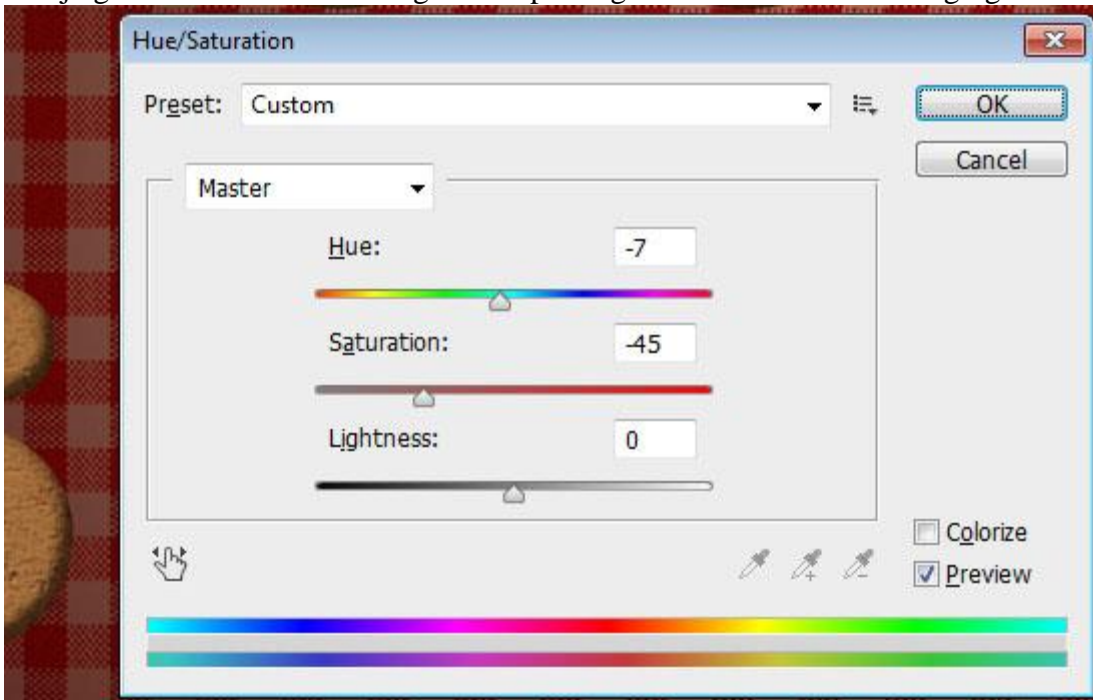 Hue/Saturation
Preset: Custom
OK
Cancel
Master
Hue: -7
Saturation: -45
Lightness: 0
Colorize
Preview